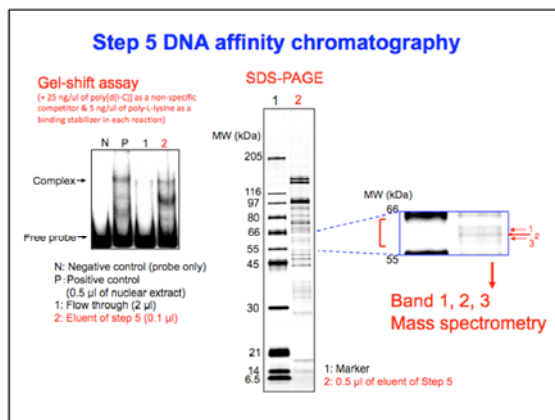 Step 5 DNA affinity chromatography
Gel-shift assay
(+ 25 ng/ul of poly[d(I-C)] as a non-specific
competitor & 5 ng/ul of poly-L-lysine as a
binding stabilizer in each reaction)
N P 1 2
Complex
Free probe
N: Negative control (probe only)
P: Positive control
(0.5 µl of nuclear extract)
1: Flow through (2 µl)
2: Eluent of step 5 (0.1 µl)
SDS-PAGE
1 2
MW (kDa)
205
116
97
80
66
55
45
30
21
14
6.5
1: Marker
2: 0.5 µl of eluent of Step 5
MW (kDa)
66
55
1
2
3
Band 1, 2, 3
Mass spectrometry